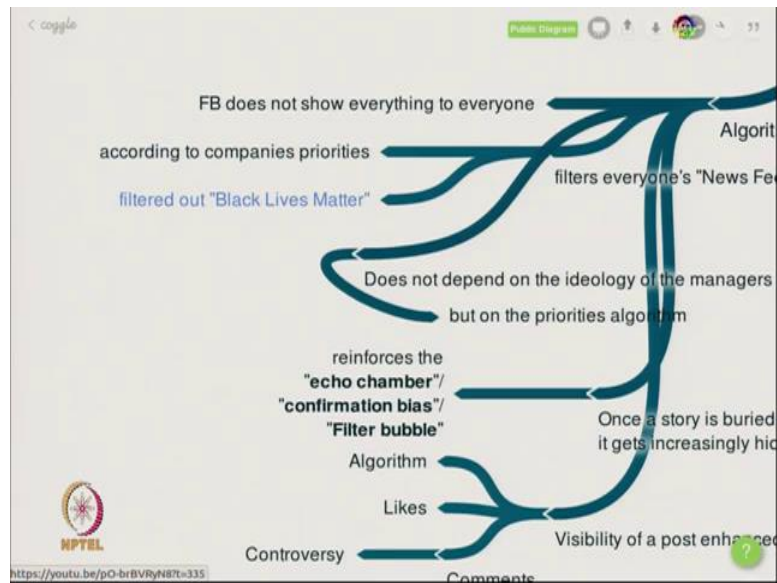 coggle
Public Diagram
FB does not show everything to everyone
Algorit
according to companies priorities
filters everyone's "News Fee
filtered out "Black Lives Matter"
Does not depend on the ideology of the managers
but on the priorities algorithm
reinforces the
"echo chamber"/
"confirmation bias"/
"Filter bubble"
Once a story is buried
it gets increasingly hid
Algorithm
Likes
Visibility of a post enhanced
Controversy
Comments
NPTEL
?
https://youtu.be/pO-brBVRyN8?t=335